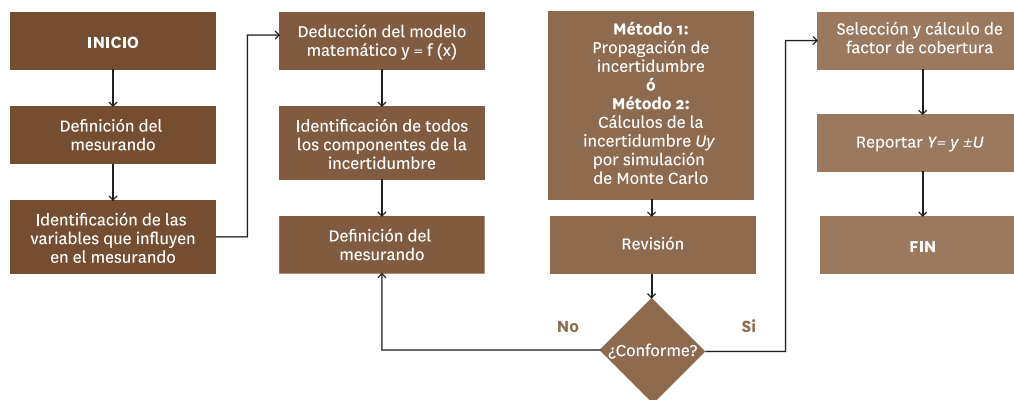 INICIO
Definición del
mesurando
Identificación de las
variables que influyen
en el mesurando
Deducción del modelo
matemático y = f (x)
Identificación de todos
los componentes de la
incertidumbre
Definición del
mesurando
Método 1:
Propagación de
incertidumbre
ó
Método 2:
Cálculos de la
incertidumbre Uy
por simulación
de Monte Carlo
Revisión
¿Conforme?
No
Si
Selección y cálculo de
factor de cobertura
Reportar Y= y ±U
FIN